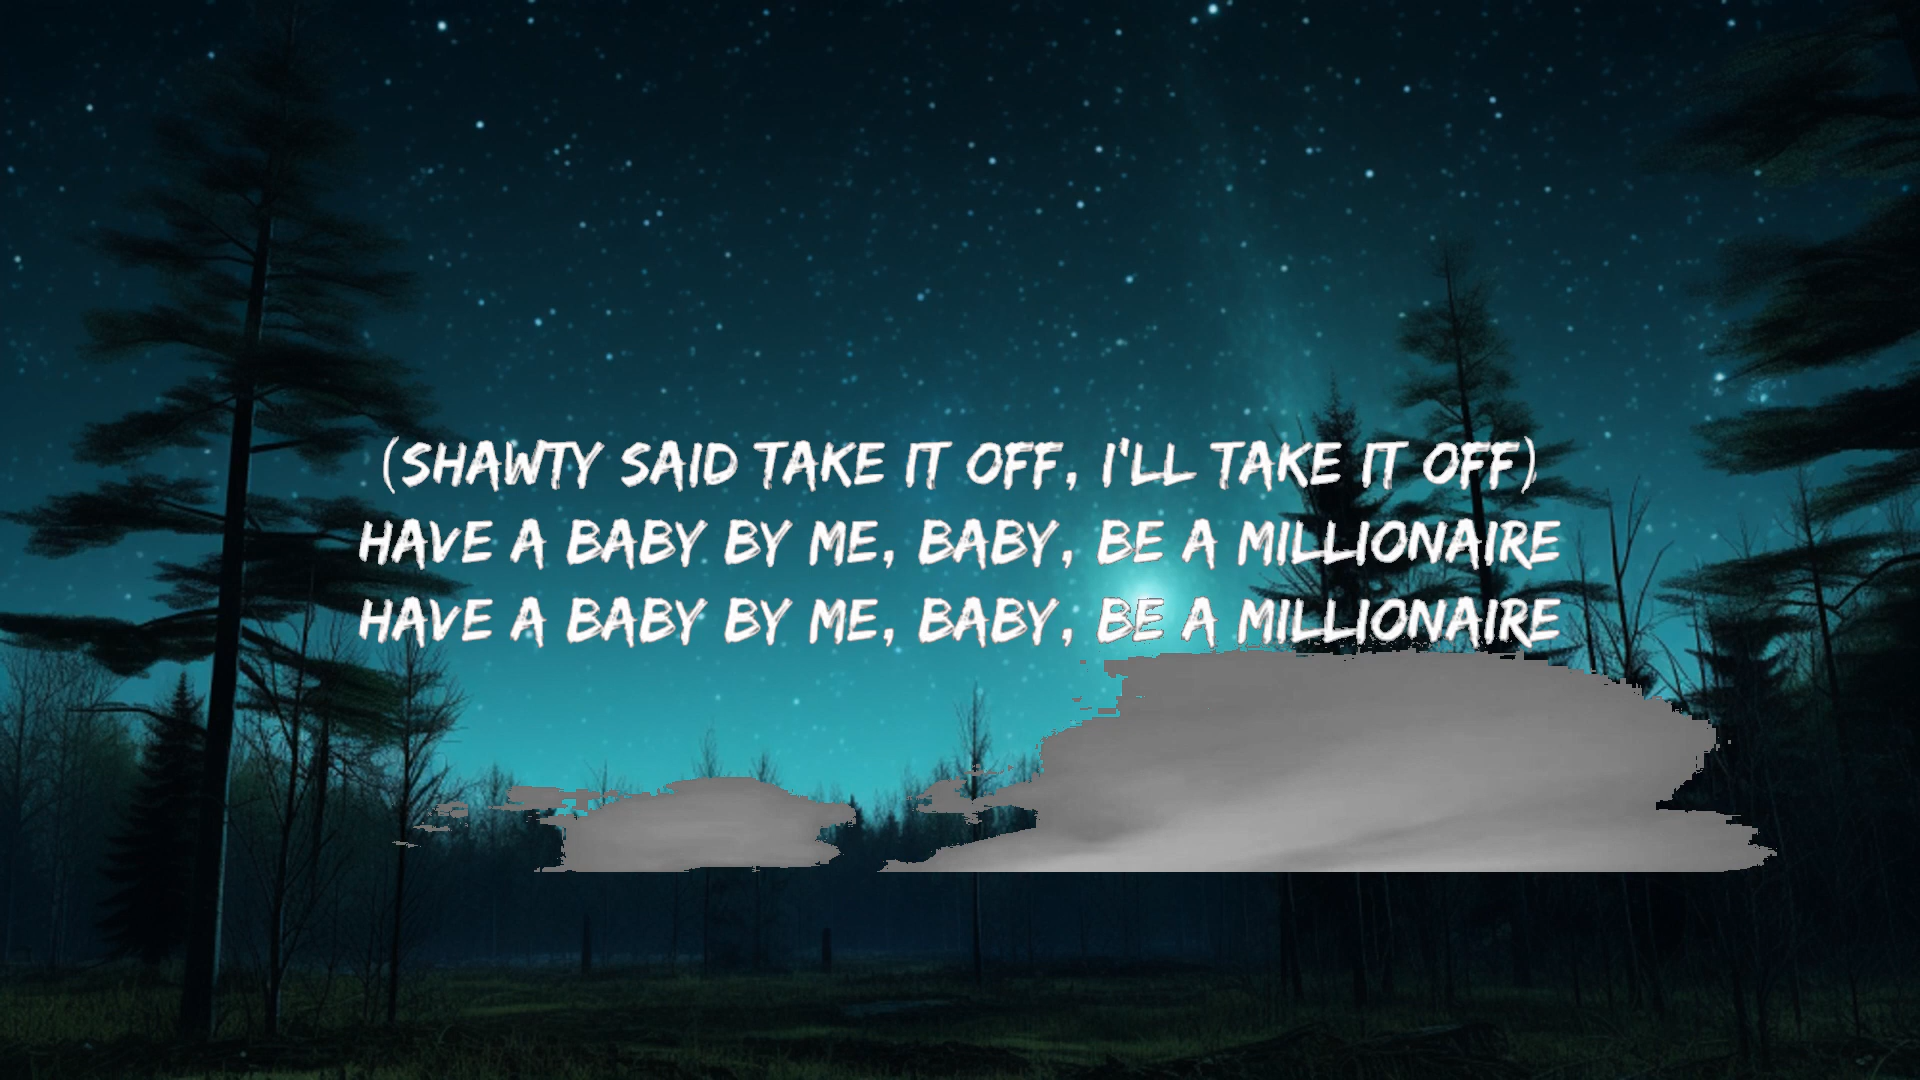 (SHAWTY SAID TAKE IT OFF, I'LL TAKE IT OFF)
HAVE A BABY BY ME, BABY, BE A MILLIONAIRE
HAVE A BABY BY ME, BABY, BE A MILLIONAIRE